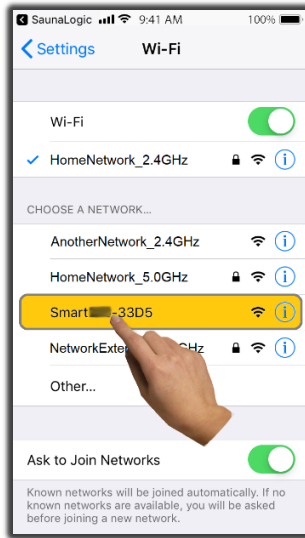 SaunaLogic 9:41 AM 100%
Settings Wi-Fi
Wi-Fi
HomeNetwork_2.4GHz
CHOOSE A NETWORK...
AnotherNetwork_2.4GHz
HomeNetwork_5.0GHz
Smart -33D5
GHz
Other...
Ask to Join Networks
Known networks will be joined automatically. If no
known networks are available, you will be asked
before joining a new network.